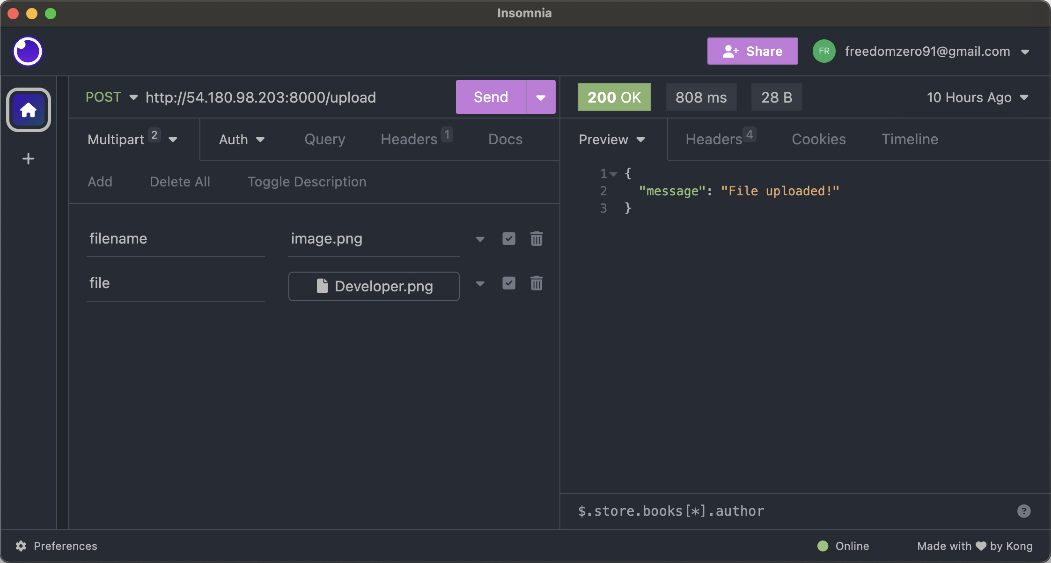 Insomnia
Share
FR
freedomzero91@gmail.com
POST http://54.180.98.203:8000/upload
Send
200 OK
808 ms
28 B
10 Hours Ago
Multipart 2
Auth
Query
Headers 1
Docs
Preview
Headers 4
Cookies
Timeline
Add
Delete All
Toggle Description
filename
image.png
file
Developer.png
1 {
2 "message": "File uploaded!"
3 }
$.store.books[*].author
?
Preferences
Online
Made with ♥ by Kong